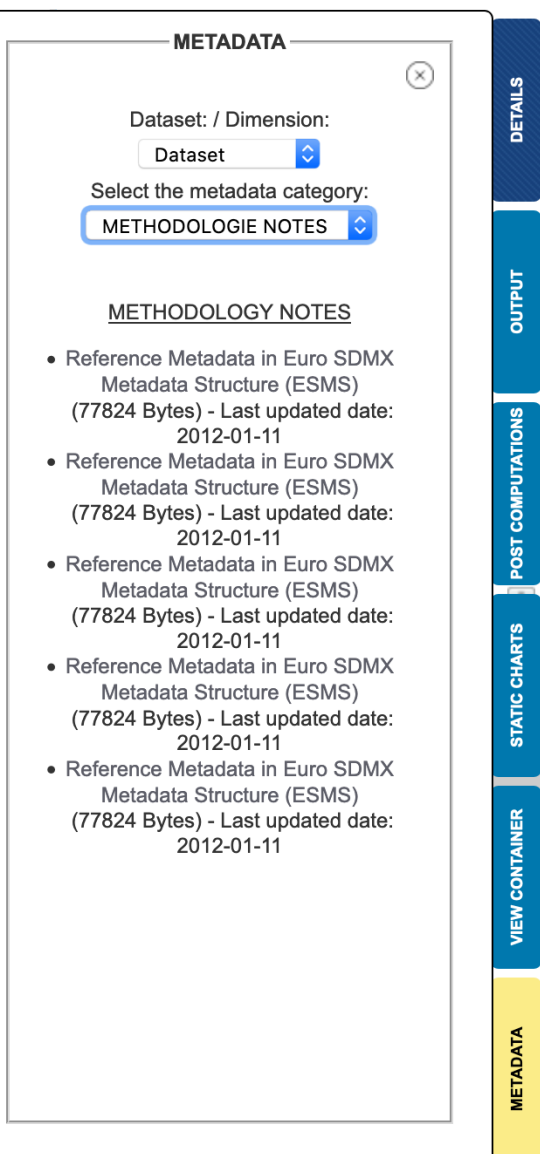 METADATA
Dataset: / Dimension:
Dataset
Select the metadata category:
METHODOLOGIE NOTES
METHODOLOGY NOTES
Reference Metadata in Euro SDMX
Metadata Structure (ESMS)
(77824 Bytes) - Last updated date:
2012-01-11
Reference Metadata in Euro SDMX
Metadata Structure (ESMS)
(77824 Bytes) - Last updated date:
2012-01-11
Reference Metadata in Euro SDMX
Metadata Structure (ESMS)
(77824 Bytes) - Last updated date:
2012-01-11
Reference Metadata in Euro SDMX
Metadata Structure (ESMS)
(77824 Bytes) - Last updated date:
2012-01-11
Reference Metadata in Euro SDMX
Metadata Structure (ESMS)
(77824 Bytes) - Last updated date:
2012-01-11
DETAILS
OUTPUT
POST COMPUTATIONS
STATIC CHARTS
VIEW CONTAINER
METADATA